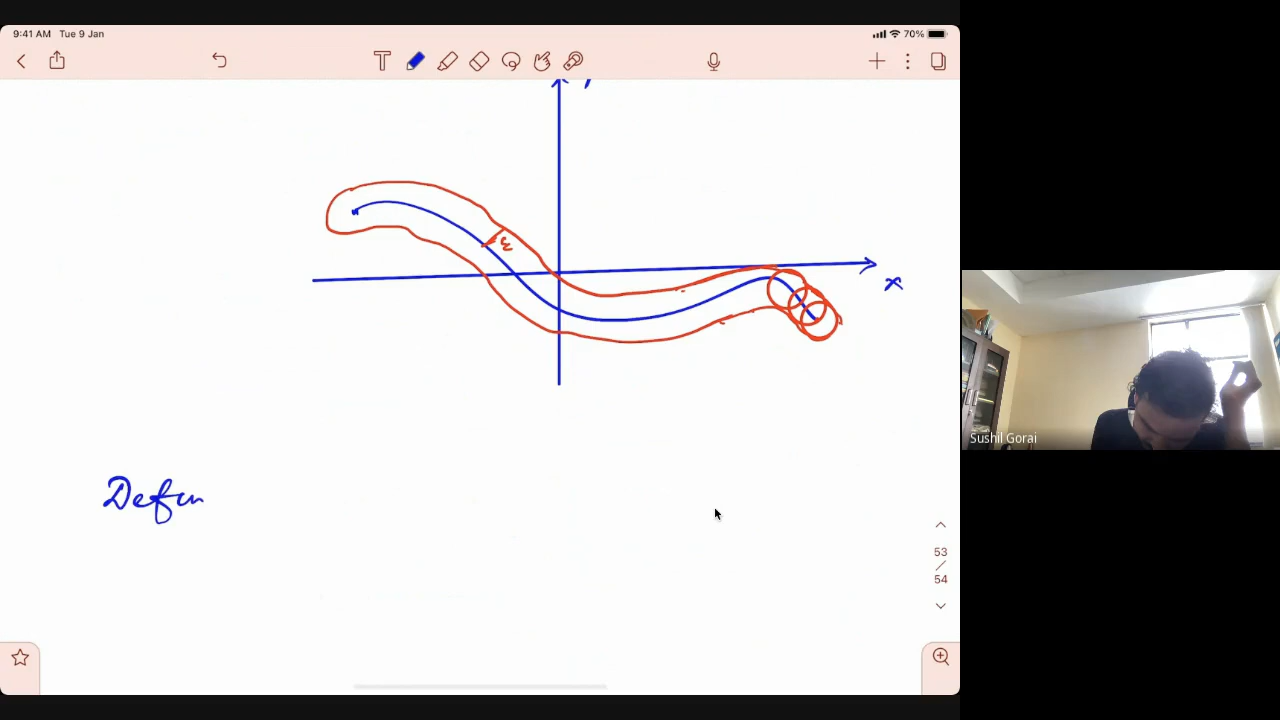 9:41 AM Tue 9 Jan
70%
T
ε
x
Sushil Gorai
Defn
53
/
54